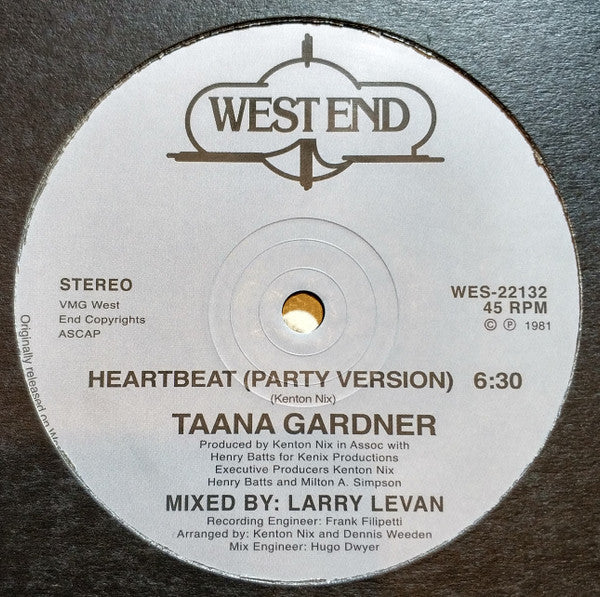 WEST END
STEREO
VMG West
End Copyrights
ASCAP
WES-22132
45 RPM
© ℗ 1981
Originally released on
HEARTBEAT (PARTY VERSION) 6:30
(Kenton Nix)
TAANA GARDNER
Produced by Kenton Nix in Assoc with
Henry Batts for Kenix Productions
Executive Producers Kenton Nix
Henry Batts and Milton A. Simpson
MIXED BY: LARRY LEVAN
Recording Engineer: Frank Filipetti
Arranged by: Kenton Nix and Dennis Weeden
Mix Engineer: Hugo Dwyer